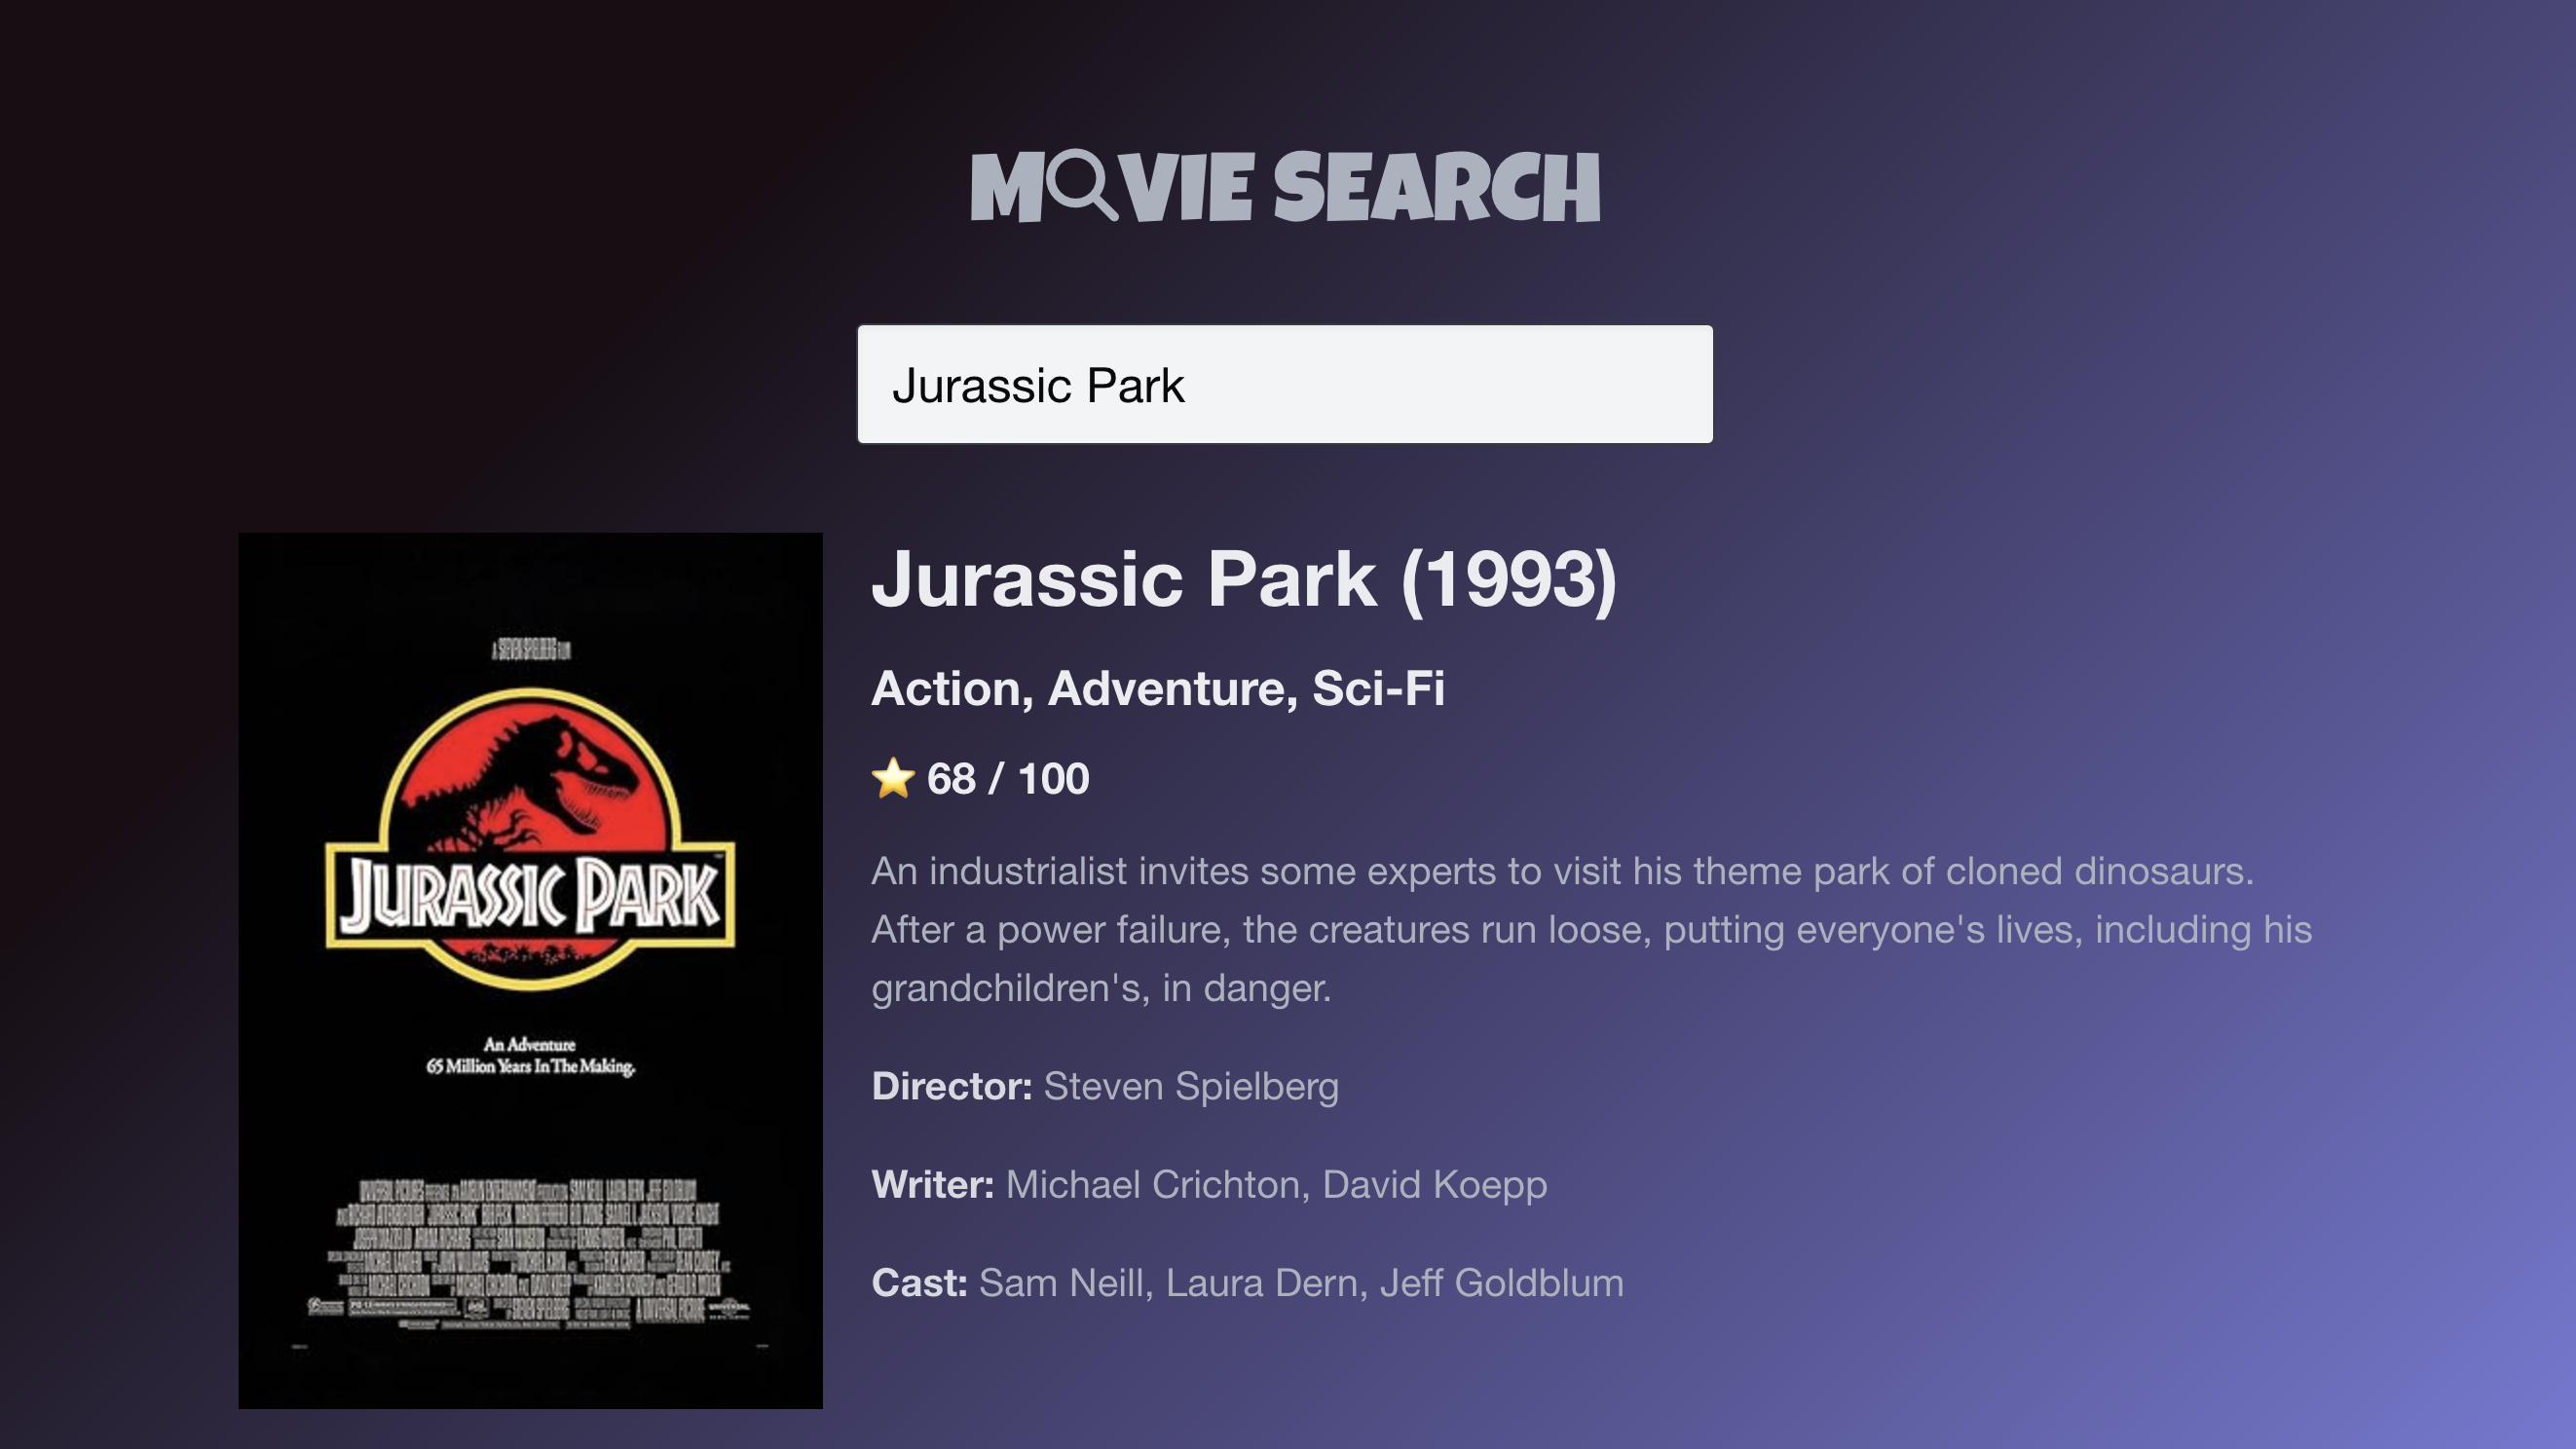 MOVIE SEARCH
Jurassic Park
A STEVEN SPIELBERG FILM
JURASSIC PARK
An Adventure
65 Million Years In The Making.
Jurassic Park (1993)
Action, Adventure, Sci-Fi
⭐ 68 / 100
An industrialist invites some experts to visit his theme park of cloned dinosaurs.
After a power failure, the creatures run loose, putting everyone's lives, including his
grandchildren's, in danger.
Director: Steven Spielberg
Writer: Michael Crichton, David Koepp
Cast: Sam Neill, Laura Dern, Jeff Goldblum